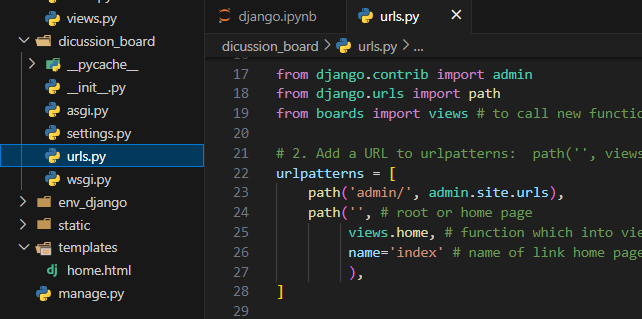 views.py
dicussion_board
__pycache__
__init__.py
asgi.py
settings.py
urls.py
wsgi.py
env_django
static
templates
dj home.html
manage.py
django.ipynb
urls.py ×
dicussion_board > urls.py > ...
17 from django.contrib import admin
18 from django.urls import path
19 from boards import views # to call new functio
20
21 # 2. Add a URL to urlpatterns:  path('', views
22 urlpatterns = [
23     path('admin/', admin.site.urls),
24     path('', # root or home page
25          views.home, # function which into vie
26          name='index' # name of link home page
27          ),
28 ]
29